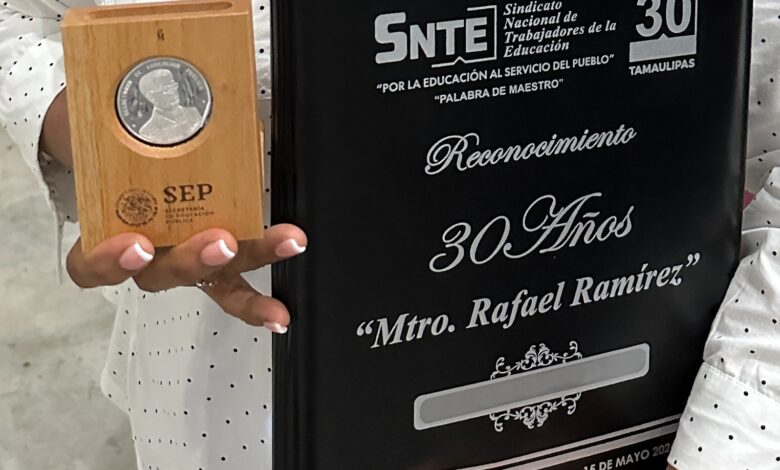 SEP
SECRETARÍA
DE EDUCACIÓN
PÚBLICA
SNTE
Sindicato
Nacional de
Trabajadores de la
Educación
30
TAMAULIPAS
"POR LA EDUCACIÓN AL SERVICIO DEL PUEBLO"
"PALABRA DE MAESTRO"
Reconocimiento
30 Años
"Mtro. Rafael Ramírez"
15 DE MAYO 202